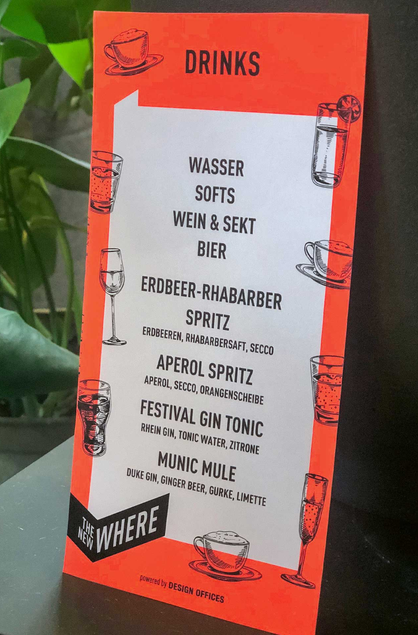 DRINKS
WASSER
SOFTS
WEIN & SEKT
BIER
ERDBEER-RHABARBER
SPRITZ
ERDBEEREN, RHABARBERSAFT, SECCO
APEROL SPRITZ
APEROL, SECCO, ORANGENSCHEIBE
FESTIVAL GIN TONIC
RHEIN GIN, TONIC WATER, ZITRONE
MUNIC MULE
DUKE GIN, GINGER BEER, GURKE, LIMETTE
THE
NEW
WHERE
powered by DESIGN OFFICES